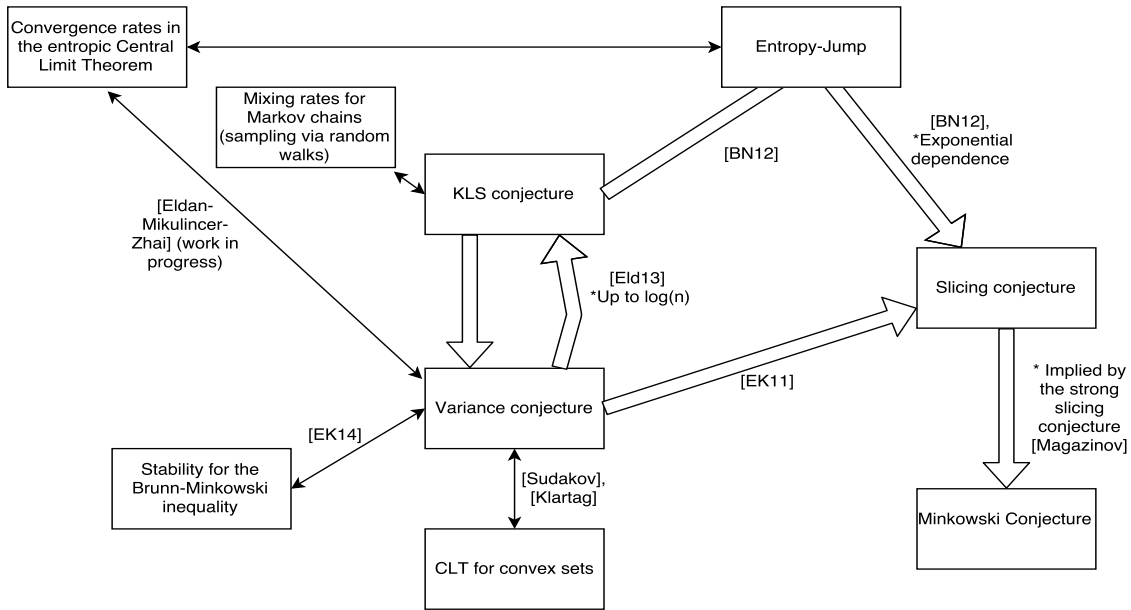 Convergence rates in
the entropic Central
Limit Theorem
Entropy-Jump
Mixing rates for
Markov chains
(sampling via random
walks)
[BN12],
*Exponential
dependence
[BN12]
KLS conjecture
[Eldan-
Mikulincer-
Zhai] (work in
progress)
[Eld13]
*Up to log(n)
Slicing conjecture
[EK11]
* Implied by
the strong
slicing
conjecture
[Magazinov]
Variance conjecture
[EK14]
Stability for the
Brunn-Minkowski
inequality
[Sudakov],
[Klartag]
Minkowski Conjecture
CLT for convex sets